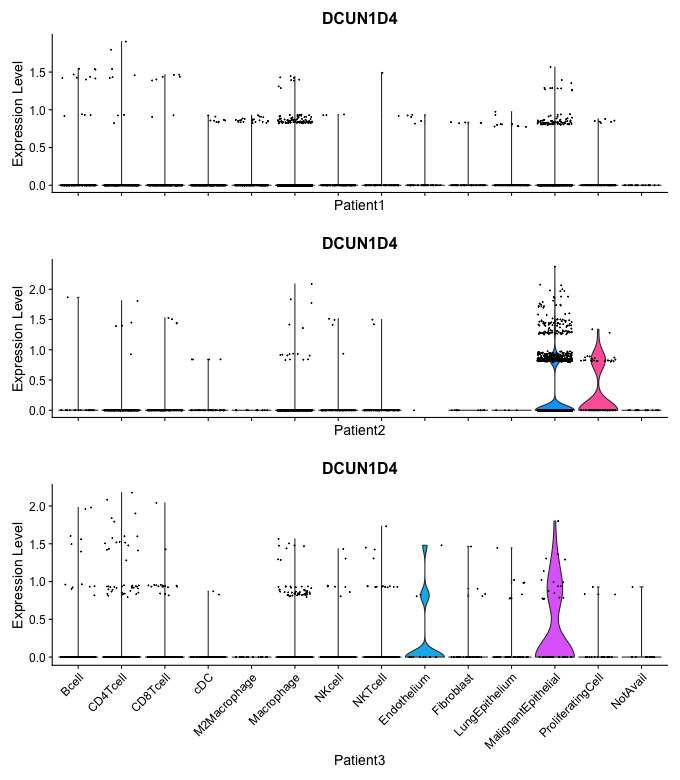 DCUN1D4
Expression Level
1.5
1.0
0.5
0.0
Patient1
DCUN1D4
Expression Level
2.0
1.5
1.0
0.5
0.0
Patient2
DCUN1D4
Expression Level
2.0
1.5
1.0
0.5
0.0
Bcell
CD4Tcell
CD8Tcell
cDC
M2Macrophage
Macrophage
NKcell
NKTcell
Endothelium
Fibroblast
LungEpithelium
MalignantEpithelial
ProliferatingCell
NotAvail
Patient3